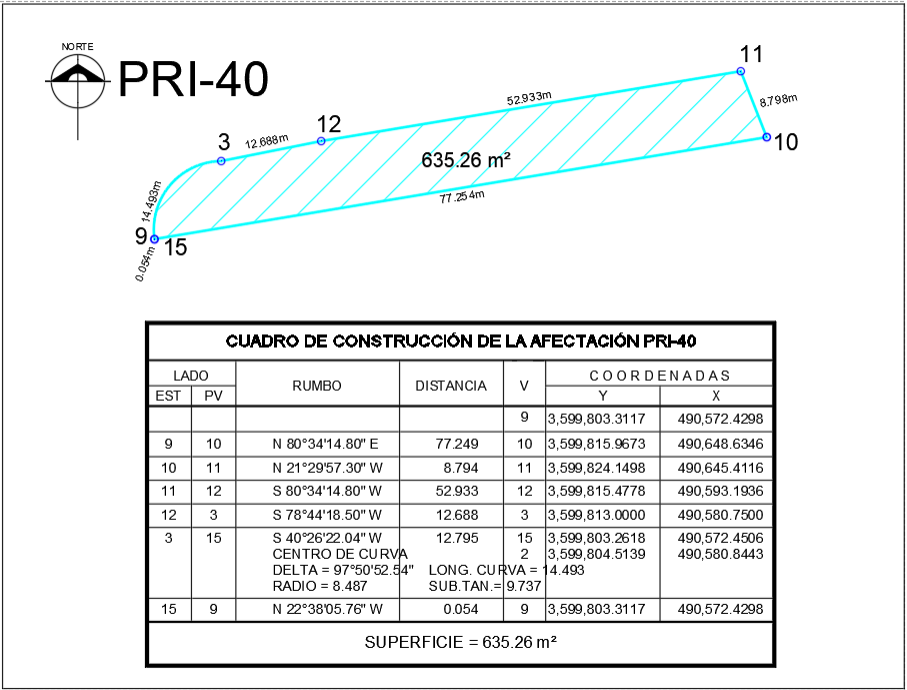 NORTE
PRI-40
11
52.933m
8.798m
12
3
12.688m
10
635.26 m²
77.254m
14.493m
9
15
0.054m
CUADRO DE CONSTRUCCIÓN DE LA AFECTACIÓN PRI-40
LADO RUMBO DISTANCIA V COORDENADAS
EST PV Y X
9 3,599,803.3117 490,572.4298
9 10 N 80°34'14.80" E 77.249 10 3,599,815.9673 490,648.6346
10 11 N 21°29'57.30" W 8.794 11 3,599,824.1498 490,645.4116
11 12 S 80°34'14.80" W 52.933 12 3,599,815.4778 490,593.1936
12 3 S 78°44'18.50" W 12.688 3 3,599,813.0000 490,580.7500
3 15 S 40°26'22.04" W 12.795 15 3,599,803.2618 490,572.4506
CENTRO DE CURVA 2 3,599,804.5139 490,580.8443
DELTA = 97°50'52.54" LONG. CURVA = 14.493
RADIO = 8.487 SUB.TAN.= 9.737
15 9 N 22°38'05.76" W 0.054 9 3,599,803.3117 490,572.4298
SUPERFICIE = 635.26 m²